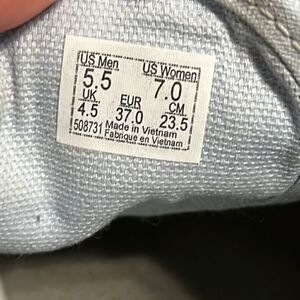 US Men US Women
5.5 7.0
UK EUR CM
4.5 37.0 23.5
508731 Made in Vietnam
Fabriqué en Vietnam